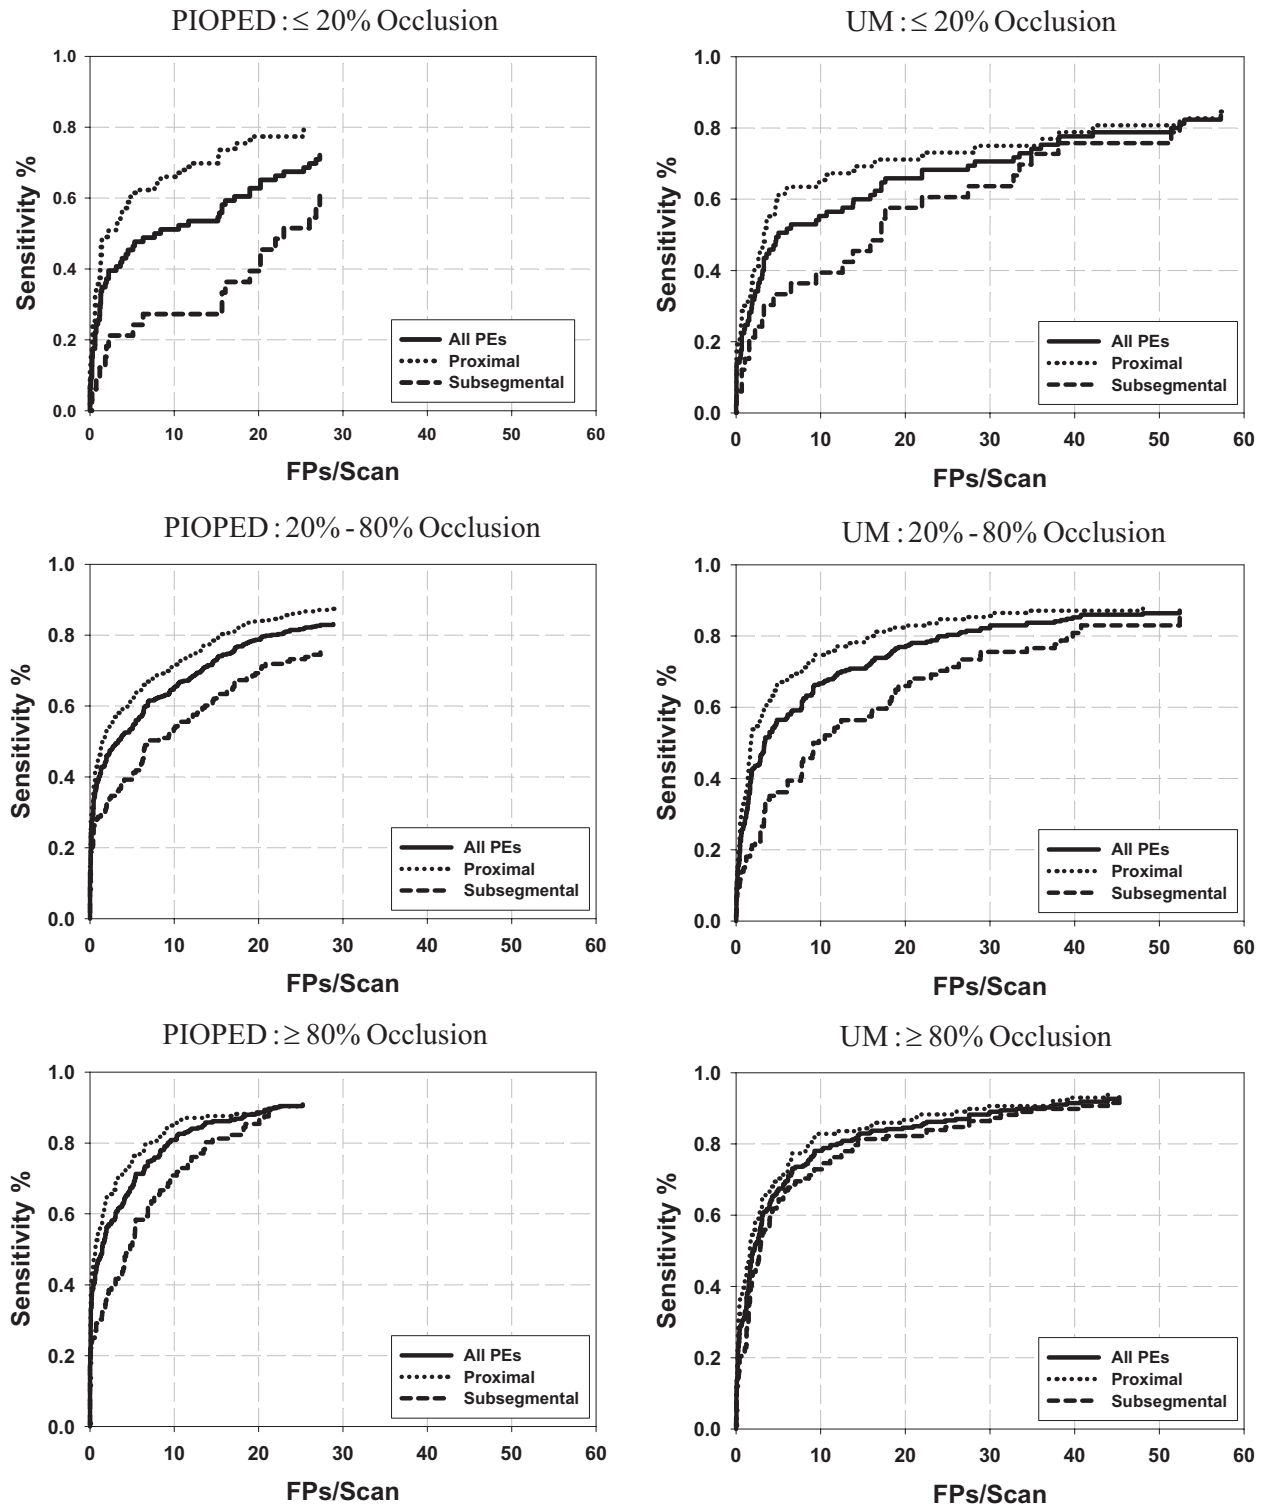 PIOPED : ≤ 20% Occlusion
1.0
0.8
0.6
0.4
0.2
0.0
Sensitivity %
All PEs
Proximal
Subsegmental
0 10 20 30 40 50 60
FPs/Scan
UM : ≤ 20% Occlusion
1.0
0.8
0.6
0.4
0.2
0.0
Sensitivity %
All PEs
Proximal
Subsegmental
0 10 20 30 40 50 60
FPs/Scan
PIOPED : 20% - 80% Occlusion
1.0
0.8
0.6
0.4
0.2
0.0
Sensitivity %
All PEs
Proximal
Subsegmental
0 10 20 30 40 50 60
FPs/Scan
UM : 20% - 80% Occlusion
1.0
0.8
0.6
0.4
0.2
0.0
Sensitivity %
All PEs
Proximal
Subsegmental
0 10 20 30 40 50 60
FPs/Scan
PIOPED : ≥ 80% Occlusion
1.0
0.8
0.6
0.4
0.2
0.0
Sensitivity %
All PEs
Proximal
Subsegmental
0 10 20 30 40 50 60
FPs/Scan
UM : ≥ 80% Occlusion
1.0
0.8
0.6
0.4
0.2
0.0
Sensitivity %
All PEs
Proximal
Subsegmental
0 10 20 30 40 50 60
FPs/Scan